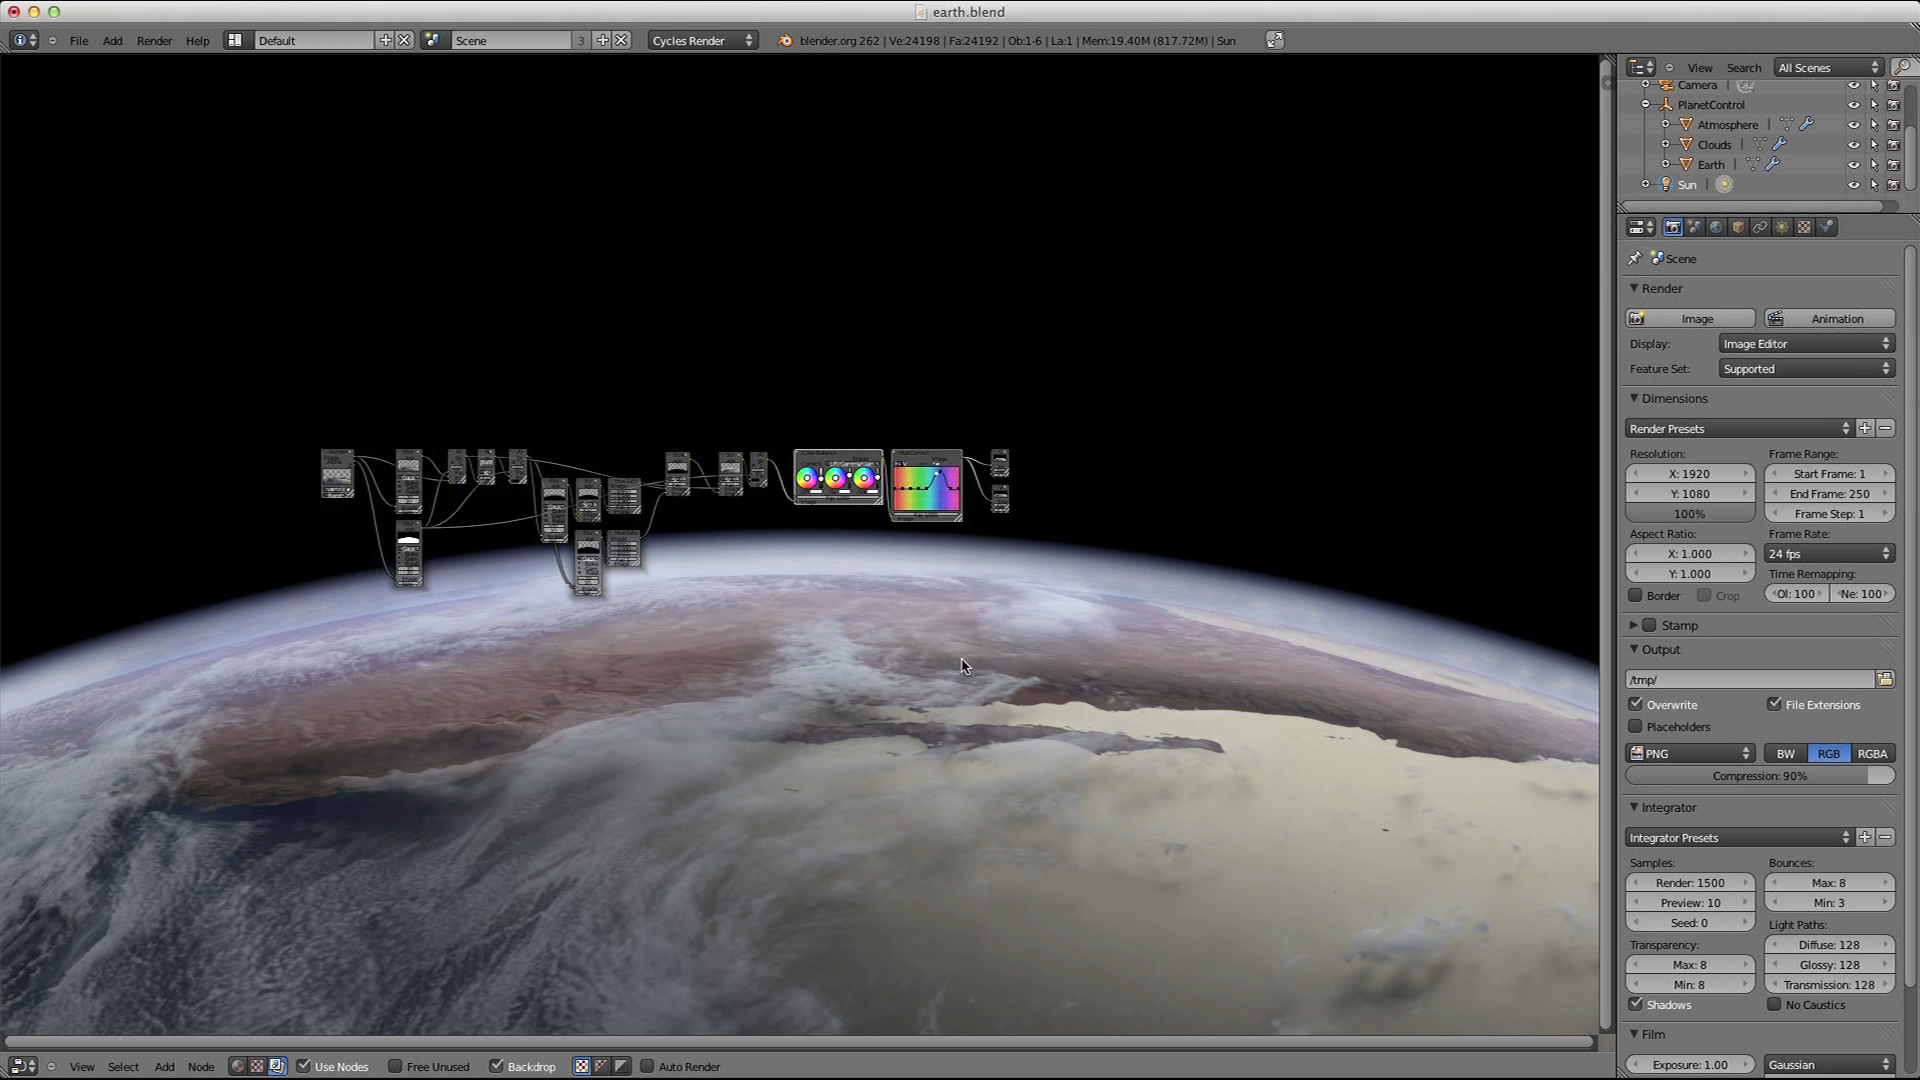 earth.blend
File Add Render Help Default Scene 3 Cycles Render blender.org 262 | Ve:24198 | Fa:24192 | Ob:1-6 | La:1 | Mem:19.40M (817.72M) | Sun
View Search All Scenes
Camera
PlanetControl
Atmosphere
Clouds
Earth
Sun
Scene
Render
Image Animation
Display: Image Editor
Feature Set: Supported
Dimensions
Render Presets
Resolution: Frame Range:
X: 1920 Start Frame: 1
Y: 1080 End Frame: 250
100% Frame Step: 1
Aspect Ratio: Frame Rate:
X: 1.000 24 fps
Y: 1.000 Time Remapping:
Border Crop Ol: 100 Ne: 100
Stamp
Output
/tmp/
Overwrite File Extensions
Placeholders
PNG BW RGB RGBA
Compression: 90%
Integrator
Integrator Presets
Samples: Bounces:
Render: 1500 Max: 8
Preview: 10 Min: 3
Seed: 0 Light Paths:
Transparency: Diffuse: 128
Max: 8 Glossy: 128
Min: 8 Transmission: 128
Shadows No Caustics
Film
Exposure: 1.00 Gaussian
View Select Add Node Use Nodes Free Unused Backdrop Auto Render